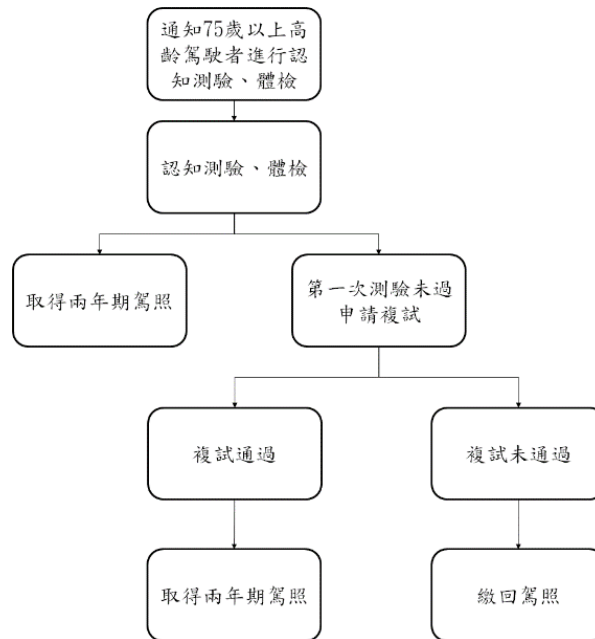 通知75歲以上高
齡駕駛者進行認
知測驗、體檢
認知測驗、體檢
取得兩年期駕照
第一次測驗未過
申請複試
複試通過
複試未通過
取得兩年期駕照
繳回駕照